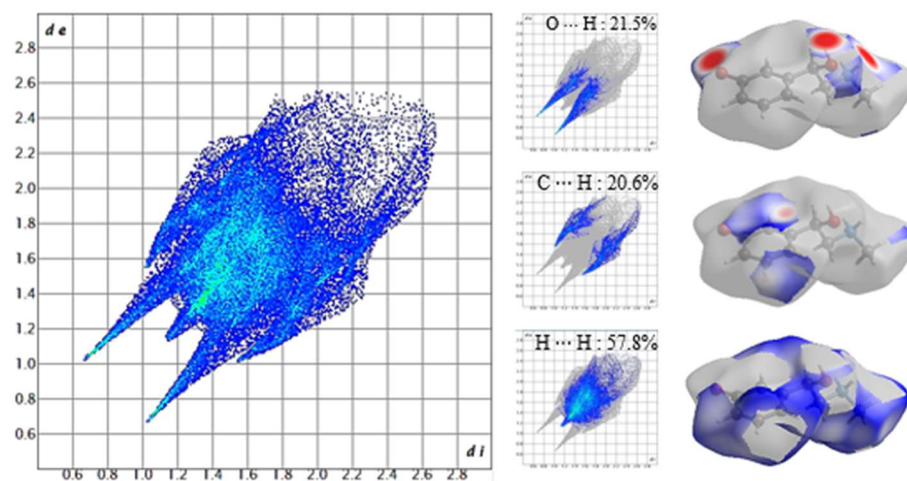 d e
2.8
2.6
2.4
2.2
2.0
1.8
1.6
1.4
1.2
1.0
0.8
0.6
d i
0.6 0.8 1.0 1.2 1.4 1.6 1.8 2.0 2.2 2.4 2.6 2.8
O ··· H : 21.5%
C ··· H : 20.6%
H ··· H : 57.8%